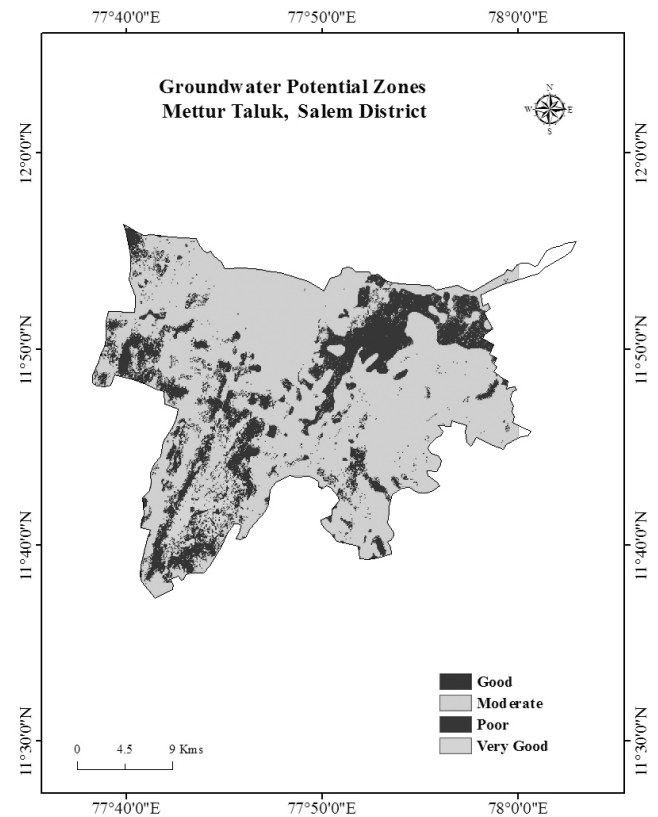 77°40'0"E 77°50'0"E 78°0'0"E
Groundwater Potential Zones
Mettur Taluk, Salem District
N
W E
S
12°0'0"N 12°0'0"N
11°50'0"N 11°50'0"N
11°40'0"N 11°40'0"N
11°30'0"N 11°30'0"N
Good
Moderate
Poor
Very Good
0 4.5 9 Kms
77°40'0"E 77°50'0"E 78°0'0"E